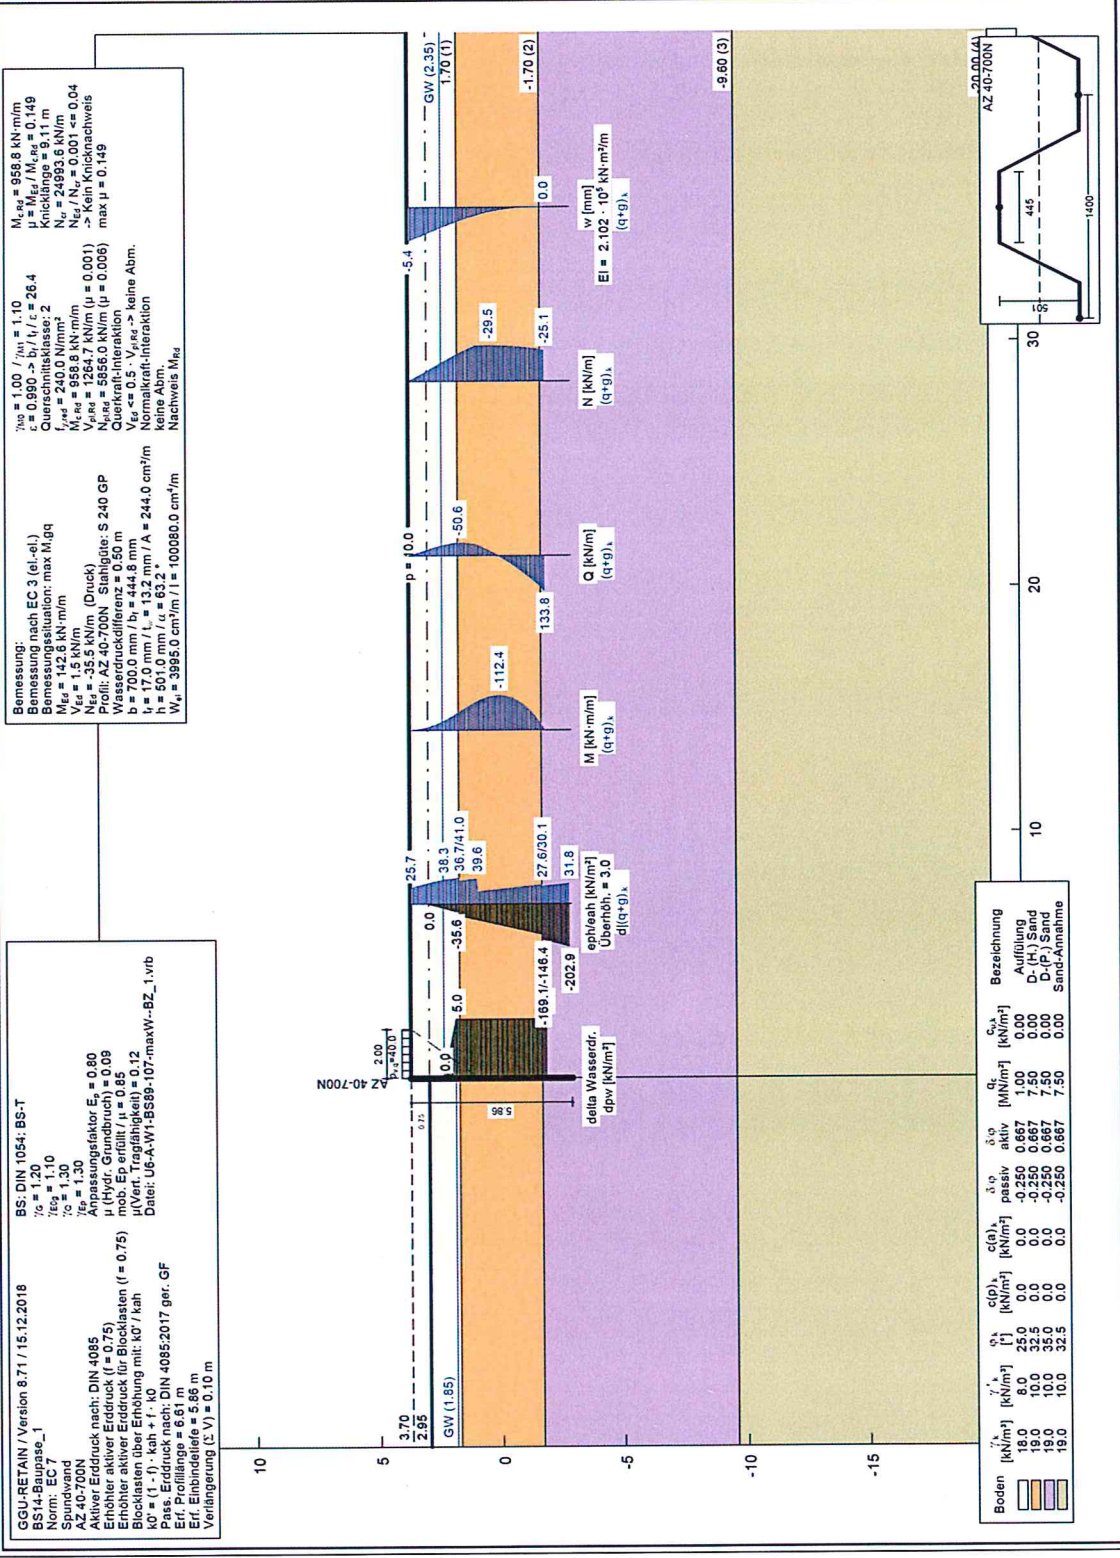 GGU-RETAIN / Version 8.71 / 15.12.2018
BS14-Baupase_1
Norm: EC 7
Spundwand
AZ 40-700N
Aktiver Erddruck nach: DIN 4085
Erhöhter aktiver Erddruck (f = 0.75)
Erhöhter aktiver Erddruck für Blocklasten (f = 0.75)
Blocklasten über Erhöhung mit: k0' / kah
k0' = (1 - f) · kah + f · k0
Pass. Erddruck nach: DIN 4085:2017 ger. GF
Erf. Profillänge = 6.61 m
Erf. Einbindetiefe = 5.86 m
Verlängerung (Σ V) = 0.10 m
BS: DIN 1054: BS-T
γG = 1.20
γE0g = 1.10
γQ = 1.30
γEp = 1.30
Anpassungsfaktor Ep = 0.80
μ (Hydr. Grundbruch) = 0.09
mob. Ep erfüllt / μ = 0.85
μ(Vert. Tragfähigkeit) = 0.12
Datei: U6-A-W1-BS89-107-maxW--BZ_1.vrb
Bemessung:
Bemessung nach EC 3 (el.-el.)
Bemessungssituation: max M,gq
MEd = 142.6 kN·m/m
VEd = 1.5 kN/m
NEd = -35.5 kN/m (Druck)
Profil: AZ 40-700N Stahlgüte: S 240 GP
Wasserdruckdifferenz = 0.50 m
b = 700.0 mm / bf = 444.8 mm
tf = 17.0 mm / tw = 13.2 mm / A = 244.0 cm²/m
h = 501.0 mm / α = 63.2°
Wel = 3995.0 cm³/m / I = 100080.0 cm⁴/m
γM0 = 1.00 / γM1 = 1.10
ε = 0.990 -> bf / tf / ε = 26.4
Querschnittsklasse: 2
fy,red = 240.0 N/mm²
Mc,Rd = 958.8 kN·m/m
Vpl,Rd = 1264.7 kN/m (μ = 0.001)
Npl,Rd = 5856.0 kN/m (μ = 0.006)
Querkraft-Interaktion
VEd <= 0.5 · Vpl,Rd -> keine Abm.
Normalkraft-Interaktion
keine Abm.
Nachweis MRd
Mc,Rd = 958.8 kN·m/m
μ = MEd / Mc,Rd = 0.149
Knicklänge = 9.11 m
Ncr = 24993.6 kN/m
NEd / Ncr = 0.001 <= 0.04
-> Kein Knicknachweis
max μ = 0.149
10
5
0
-5
-10
-15
3.70
2.95
GW (1.85)
AZ 40-700N
2.00
pv,g=40.0
0.75
5.86
0.0
5.0
delta Wasserdr.
dpw [kN/m²]
0.0
-35.6
-169.1/-146.4
-202.9
25.7
38.3
36.7/41.0
39.6
27.6/30.1
31.8
eph/eah [kN/m²]
Überhöh. = 3.0
d|(q+g)k
-112.4
M [kN·m/m]
(q+g)k
p = 10.0
-50.6
133.8
Q [kN/m]
(q+g)k
-29.5
-25.1
N [kN/m]
(q+g)k
-5.4
0.0
w [mm]
EI = 2.102 · 10⁵ kN·m²/m
(q+g)k
GW (2.35)
1.70 (1)
-1.70 (2)
-9.60 (3)
-20.00 (4)
10
20
30
AZ 40-700N
445
501
1400
Boden γk [kN/m³] γ'k [kN/m³] φk [°] c(p)k [kN/m²] c(a)k [kN/m²] δ/φ passiv δ/φ aktiv qc [MN/m²] cu,k [kN/m²] Bezeichnung
18.0 8.0 25.0 0.0 0.0 -0.250 0.667 1.00 0.00 Auffüllung
19.0 10.0 32.5 0.0 0.0 -0.250 0.667 7.50 0.00 D- (H.) Sand
19.0 10.0 35.0 0.0 0.0 -0.250 0.667 7.50 0.00 D-(P.) Sand
19.0 10.0 32.5 0.0 0.0 -0.250 0.667 7.50 0.00 Sand-Annahme